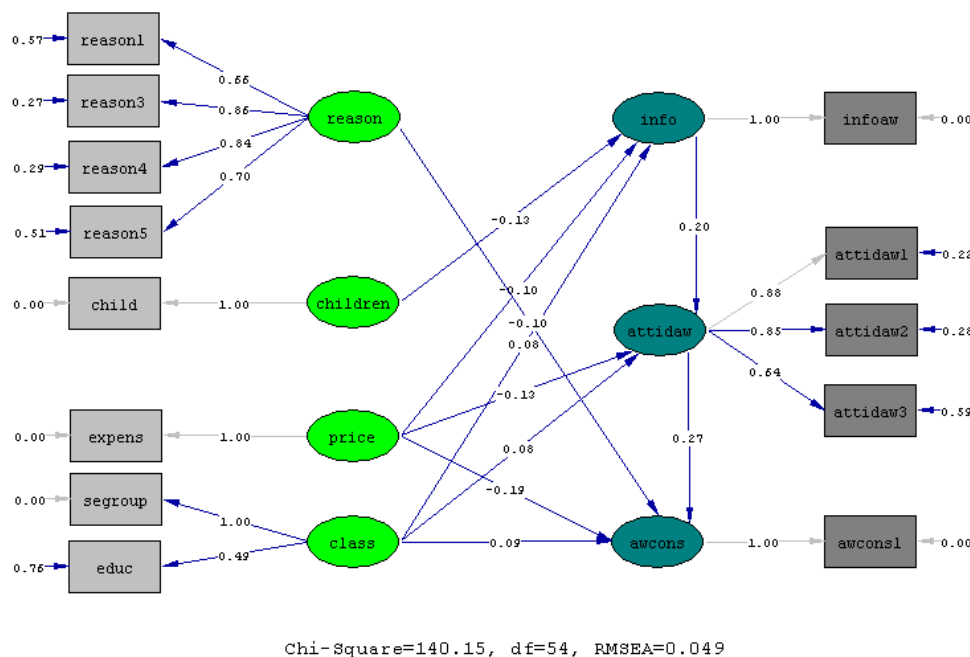 0.57 reason1
0.66
0.27 reason3
0.86
reason
info
1.00
infoaw
0.00
0.84
0.29 reason4
0.70
0.51 reason5
-0.13
0.20
0.00 child
1.00
children
-0.10
-0.10
0.08
attidaw
0.88
attidaw1
0.22
0.85
attidaw2
0.28
0.64
attidaw3
0.59
-0.13
0.00 expens
1.00
price
0.08
0.27
-0.19
0.00 segroup
1.00
class
0.09
awcons
1.00
awcons1
0.00
0.49
0.76 educ
Chi-Square=140.15, df=54, RMSEA=0.049